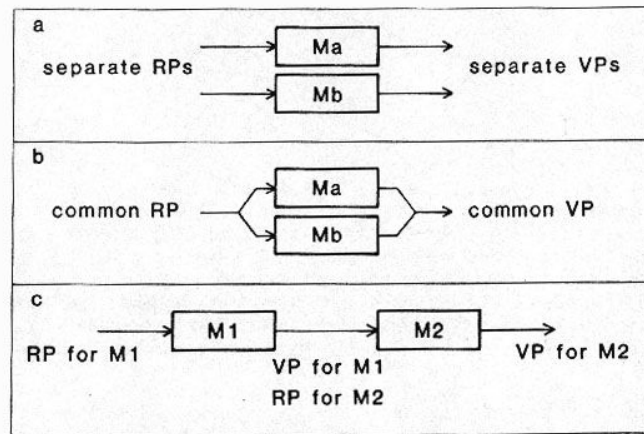 a
Ma
separate RPs
separate VPs
Mb
b
Ma
common RP
common VP
Mb
c
M1
M2
RP for M1
VP for M1
VP for M2
RP for M2